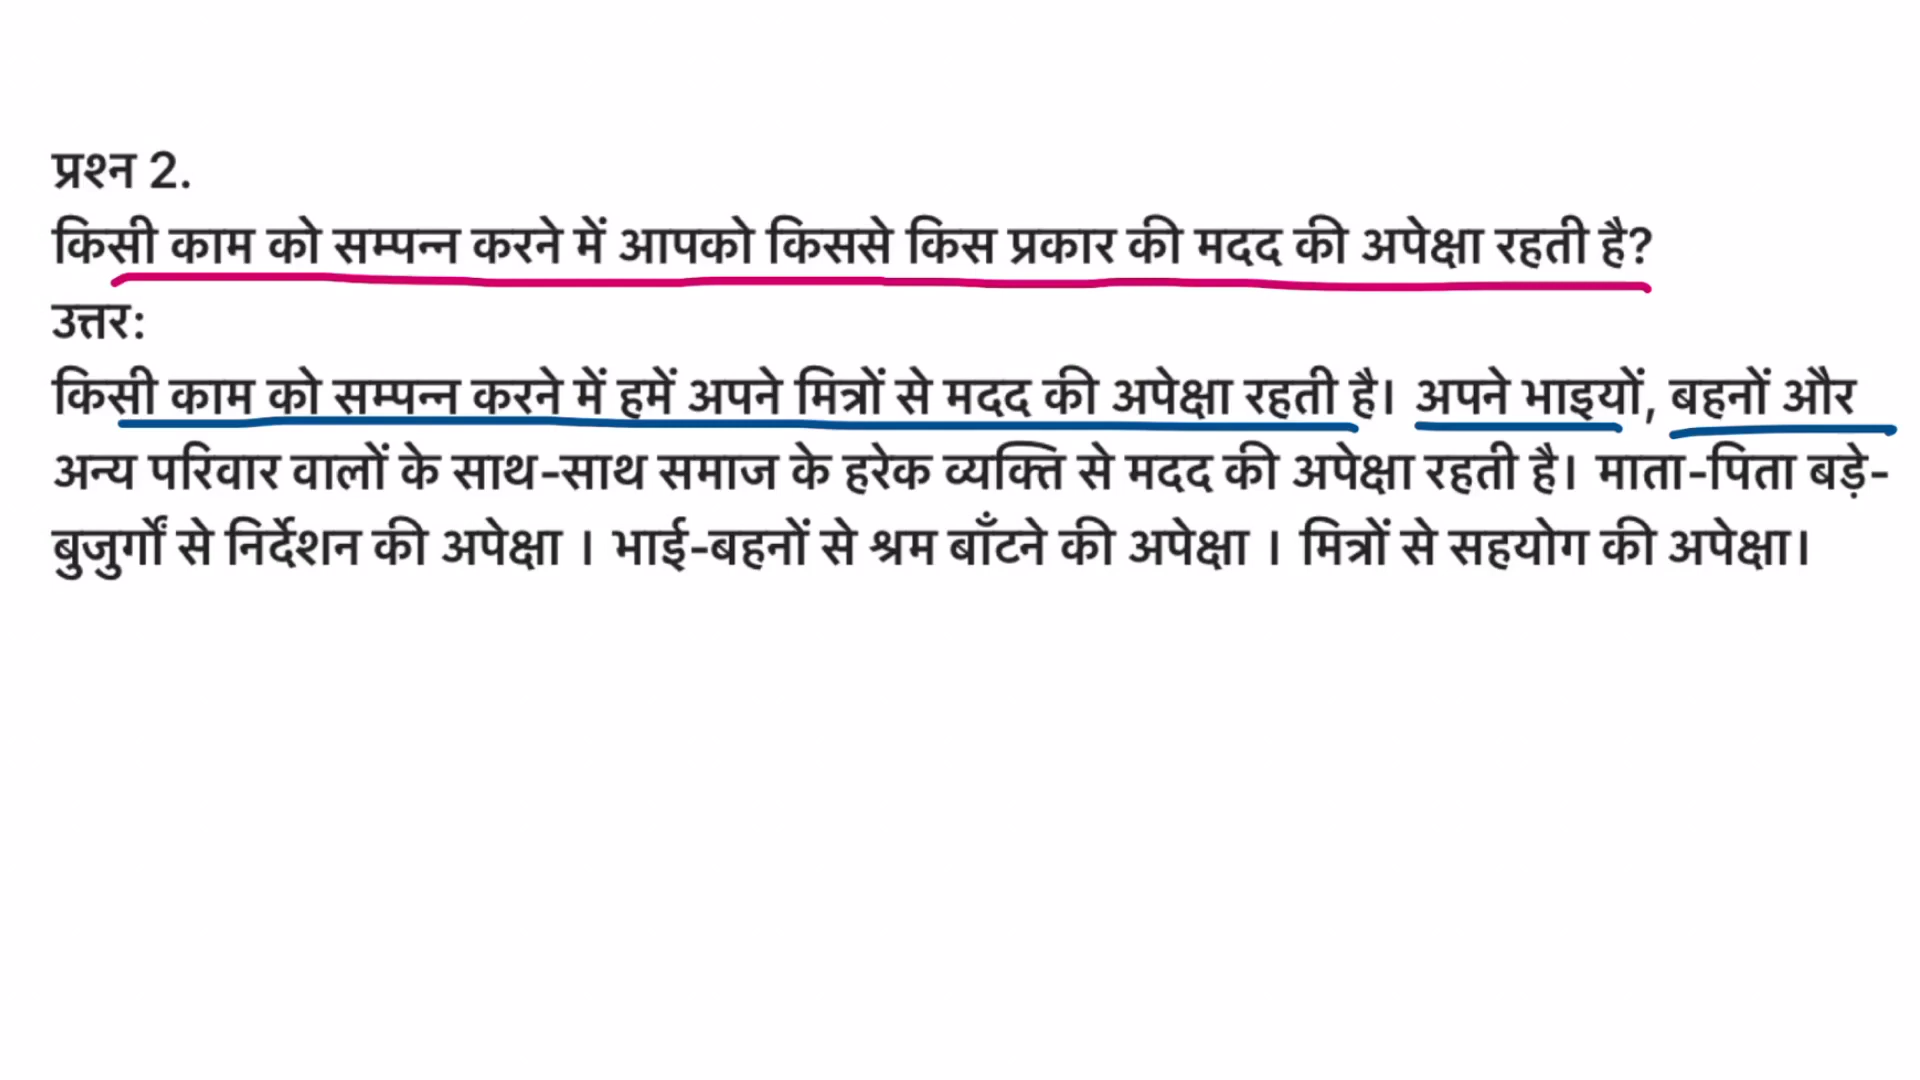 प्रश्न 2.
किसी काम को सम्पन्न करने में आपको किससे किस प्रकार की मदद की अपेक्षा रहती है?
उत्तर:
किसी काम को सम्पन्न करने में हमें अपने मित्रों से मदद की अपेक्षा रहती है। अपने भाइयों, बहनों और
अन्य परिवार वालों के साथ-साथ समाज के हरेक व्यक्ति से मदद की अपेक्षा रहती है। माता-पिता बड़े-
बुजुर्गों से निर्देशन की अपेक्षा । भाई-बहनों से श्रम बाँटने की अपेक्षा । मित्रों से सहयोग की अपेक्षा।